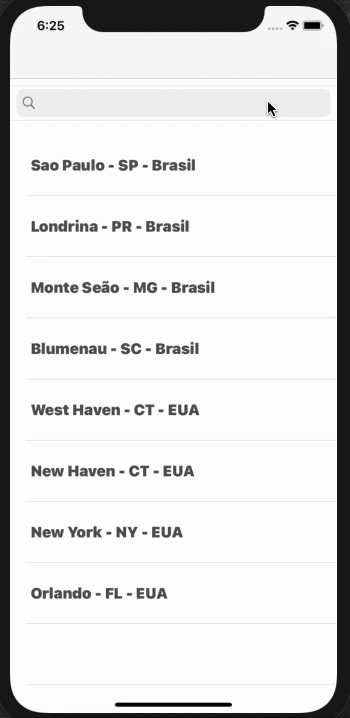 6:25
Sao Paulo - SP - Brasil
Londrina - PR - Brasil
Monte Seão - MG - Brasil
Blumenau - SC - Brasil
West Haven - CT - EUA
New Haven - CT - EUA
New York - NY - EUA
Orlando - FL - EUA